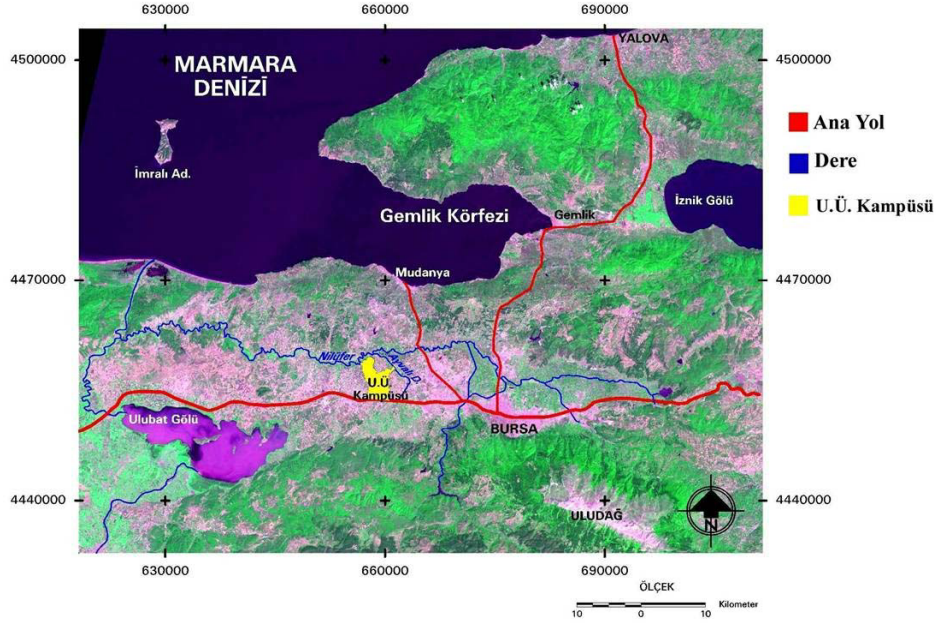 630000 660000 690000
4500000 4500000
YALOVA
MARMARA
DENİZİ
Ana Yol
Dere
U.Ü. Kampüsü
İmralı Ad.
İznik Gölü
Gemlik Körfezi
Gemlik
Mudanya
4470000 4470000
Nilüfer
Ayvalı D.
U.Ü.
Kampüsü
Ulubat Gölü
BURSA
4440000 4440000
ULUDAĞ
N
630000 660000 690000
ÖLÇEK
10 0 10 Kilometer